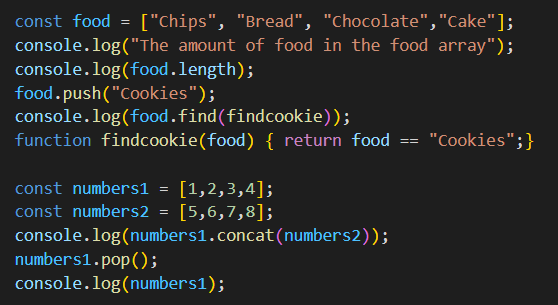 const food = ["Chips", "Bread", "Chocolate","Cake"];
console.log("The amount of food in the food array");
console.log(food.length);
food.push("Cookies");
console.log(food.find(findcookie));
function findcookie(food) { return food == "Cookies";}
const numbers1 = [1,2,3,4];
const numbers2 = [5,6,7,8];
console.log(numbers1.concat(numbers2));
numbers1.pop();
console.log(numbers1);